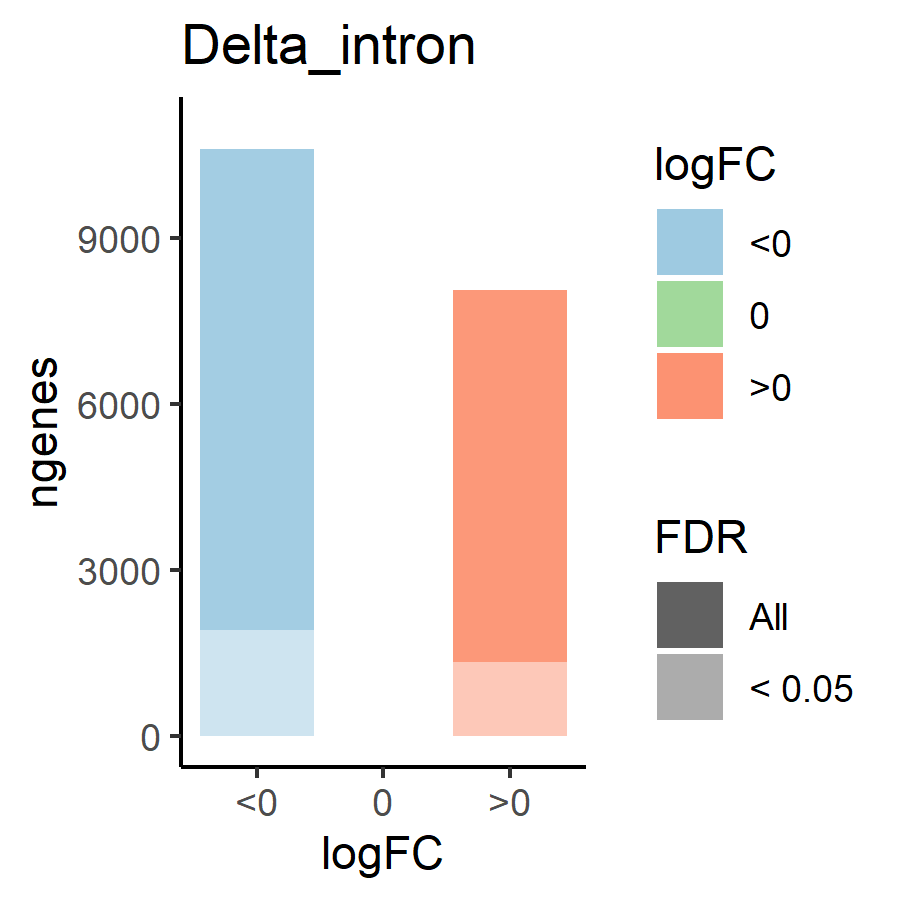 Delta_intron
ngenes
9000
6000
3000
0
<0
0
>0
logFC
logFC
<0
0
>0
FDR
All
< 0.05